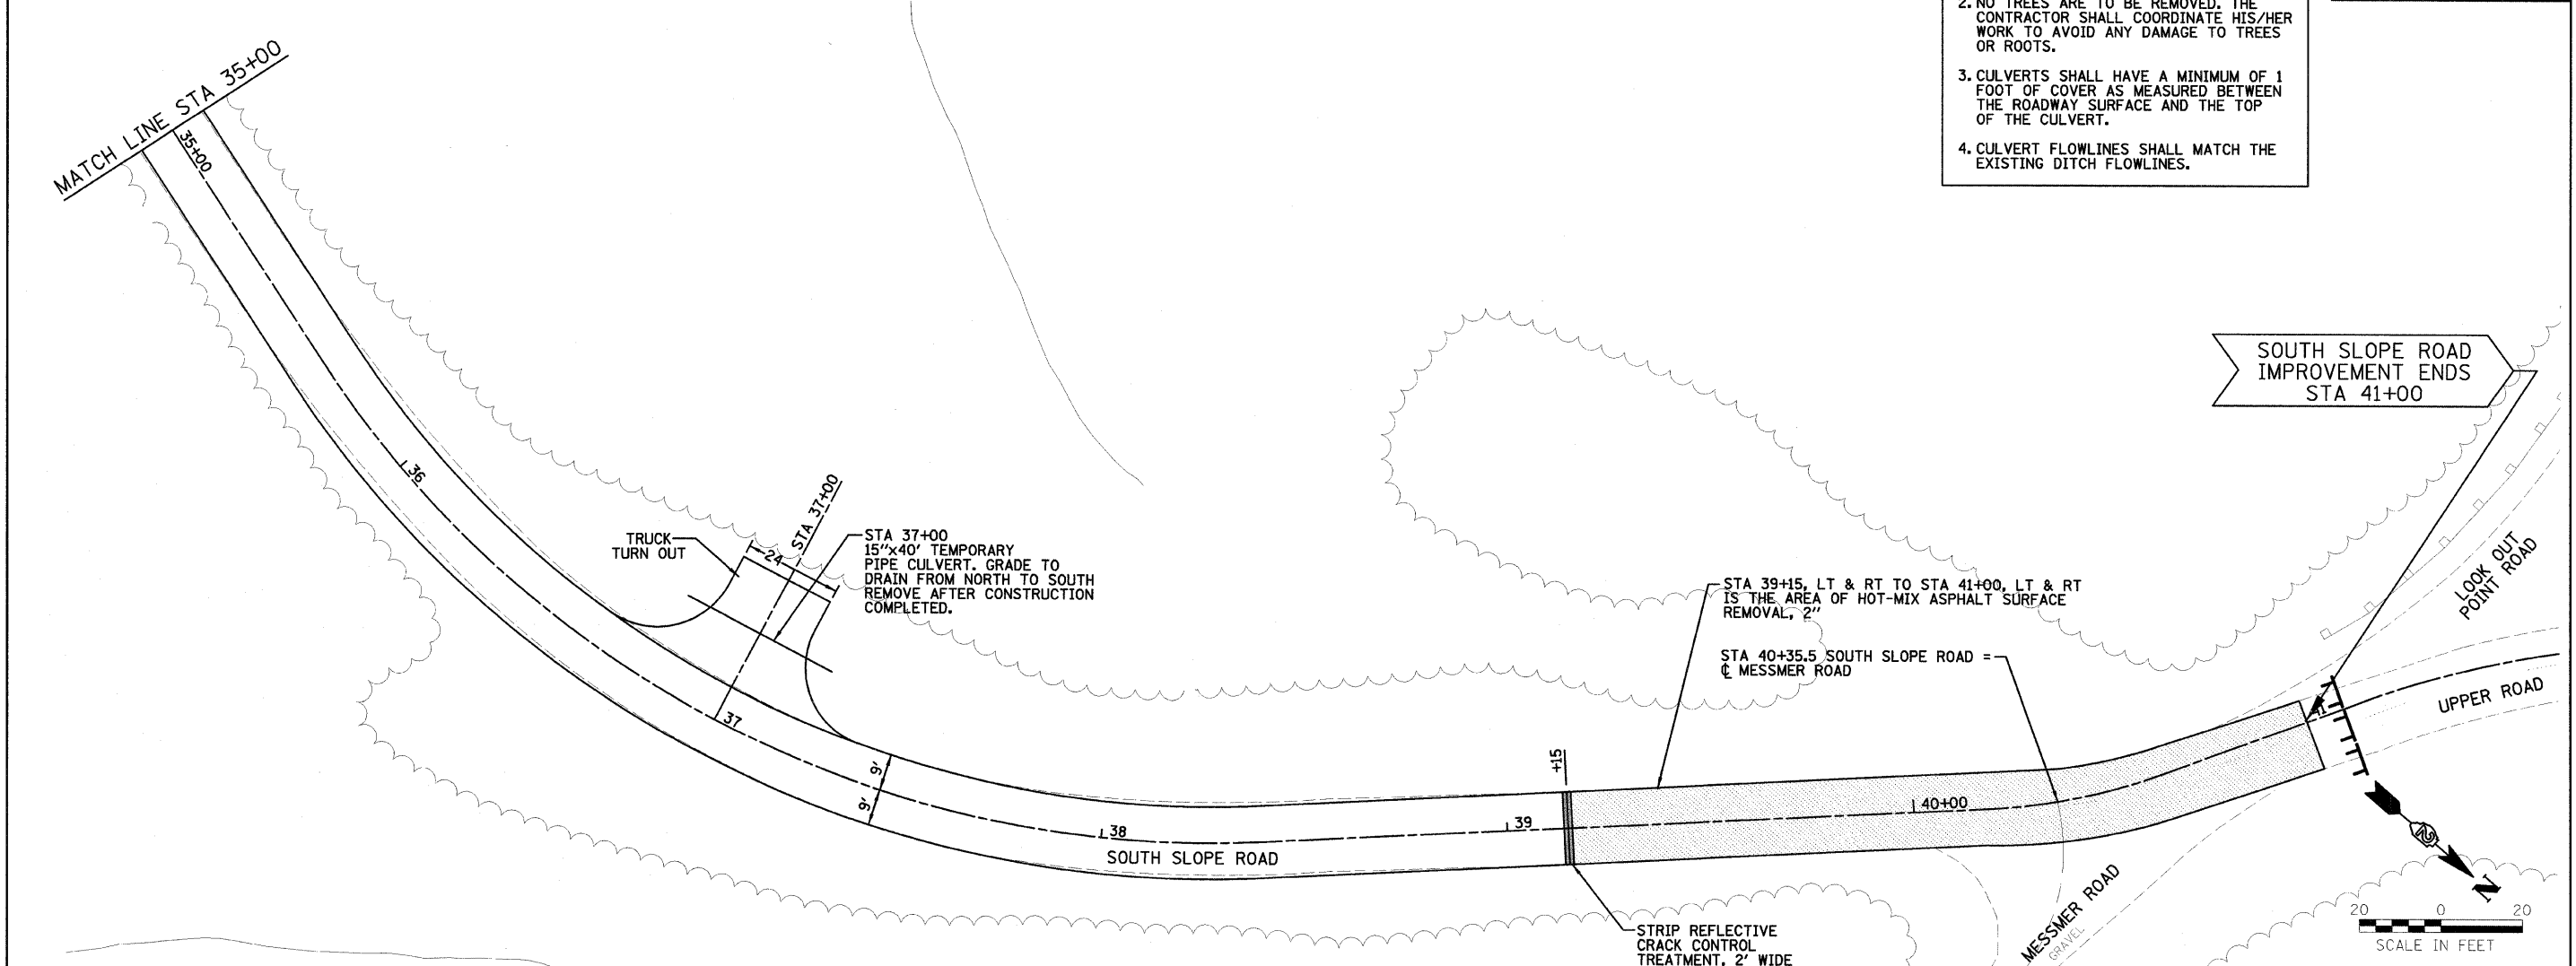 2. NO TREES ARE TO BE REMOVED. THE
CONTRACTOR SHALL COORDINATE HIS/HER
WORK TO AVOID ANY DAMAGE TO TREES
OR ROOTS.
3. CULVERTS SHALL HAVE A MINIMUM OF 1
FOOT OF COVER AS MEASURED BETWEEN
THE ROADWAY SURFACE AND THE TOP
OF THE CULVERT.
4. CULVERT FLOWLINES SHALL MATCH THE
EXISTING DITCH FLOWLINES.
MATCH LINE STA 35+00
35+00
SOUTH SLOPE ROAD
IMPROVEMENT ENDS
STA 41+00
36
TRUCK
TURN OUT
24
STA 37+00
STA 37+00
15"x40' TEMPORARY
PIPE CULVERT. GRADE TO
DRAIN FROM NORTH TO SOUTH
REMOVE AFTER CONSTRUCTION
COMPLETED.
STA 39+15, LT & RT TO STA 41+00, LT & RT
IS THE AREA OF HOT-MIX ASPHALT SURFACE
REMOVAL, 2"
STA 40+35.5 SOUTH SLOPE ROAD =
℄ MESSMER ROAD
LOOK OUT
POINT ROAD
UPPER ROAD
41
37
9'
9'
+15
38
39
40+00
SOUTH SLOPE ROAD
STRIP REFLECTIVE
CRACK CONTROL
TREATMENT, 2' WIDE
MESSMER ROAD
GRAVEL
2
N
20 0 20
SCALE IN FEET